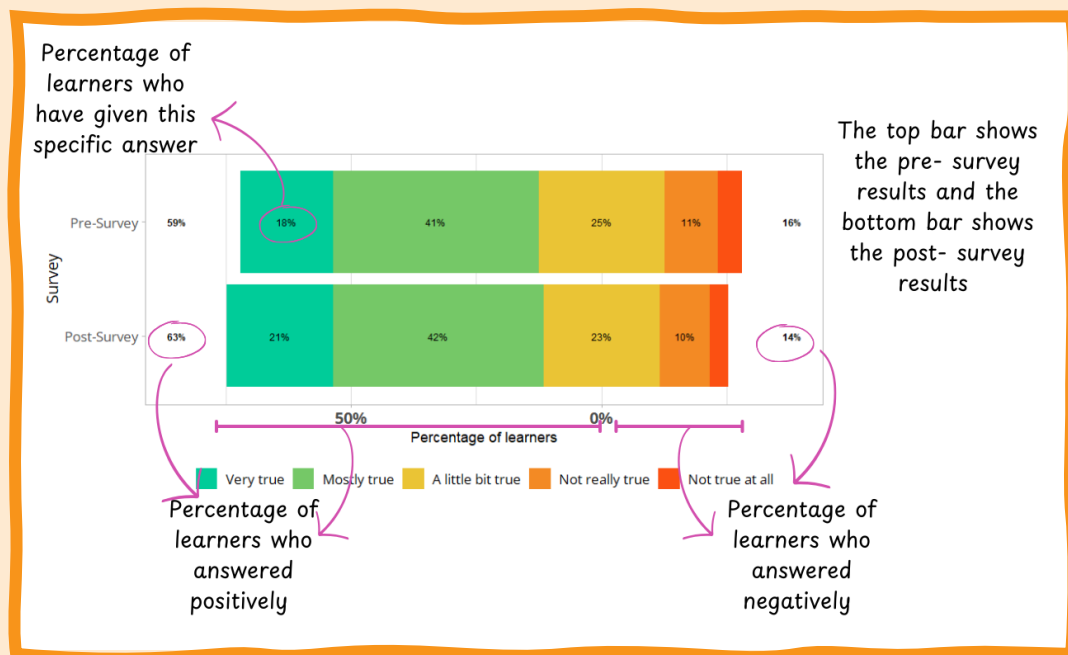 Percentage of
learners who
have given this
specific answer
The top bar shows
the pre- survey
results and the
bottom bar shows
the post- survey
results
Survey
Pre-Survey
59%
18%
41%
25%
11%
16%
Post-Survey
63%
21%
42%
23%
10%
14%
50%
0%
Percentage of learners
Very true
Mostly true
A little bit true
Not really true
Not true at all
Percentage of
learners who
answered
positively
Percentage of
learners who
answered
negatively